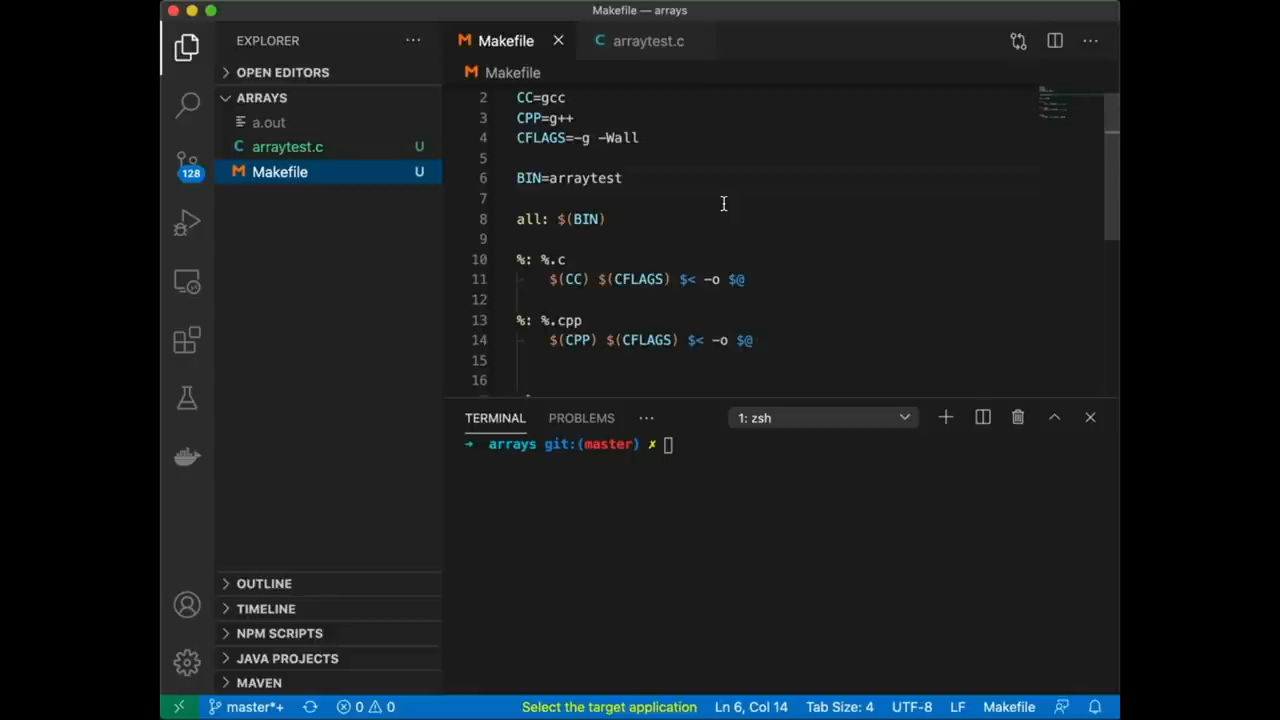 Makefile — arrays
EXPLORER
Makefile
arraytest.c
OPEN EDITORS
Makefile
ARRAYS
a.out
arraytest.c U
Makefile U
128
2 CC=gcc
3 CPP=g++
4 CFLAGS=-g -Wall
5
6 BIN=arraytest
7
8 all: $(BIN)
9
10 %: %.c
11 $(CC) $(CFLAGS) $< -o $@
12
13 %: %.cpp
14 $(CPP) $(CFLAGS) $< -o $@
15
16
TERMINAL PROBLEMS 1: zsh
→ arrays git:(master) ✗
OUTLINE
TIMELINE
NPM SCRIPTS
JAVA PROJECTS
MAVEN
master*+ 0 0 Select the target application Ln 6, Col 14 Tab Size: 4 UTF-8 LF Makefile